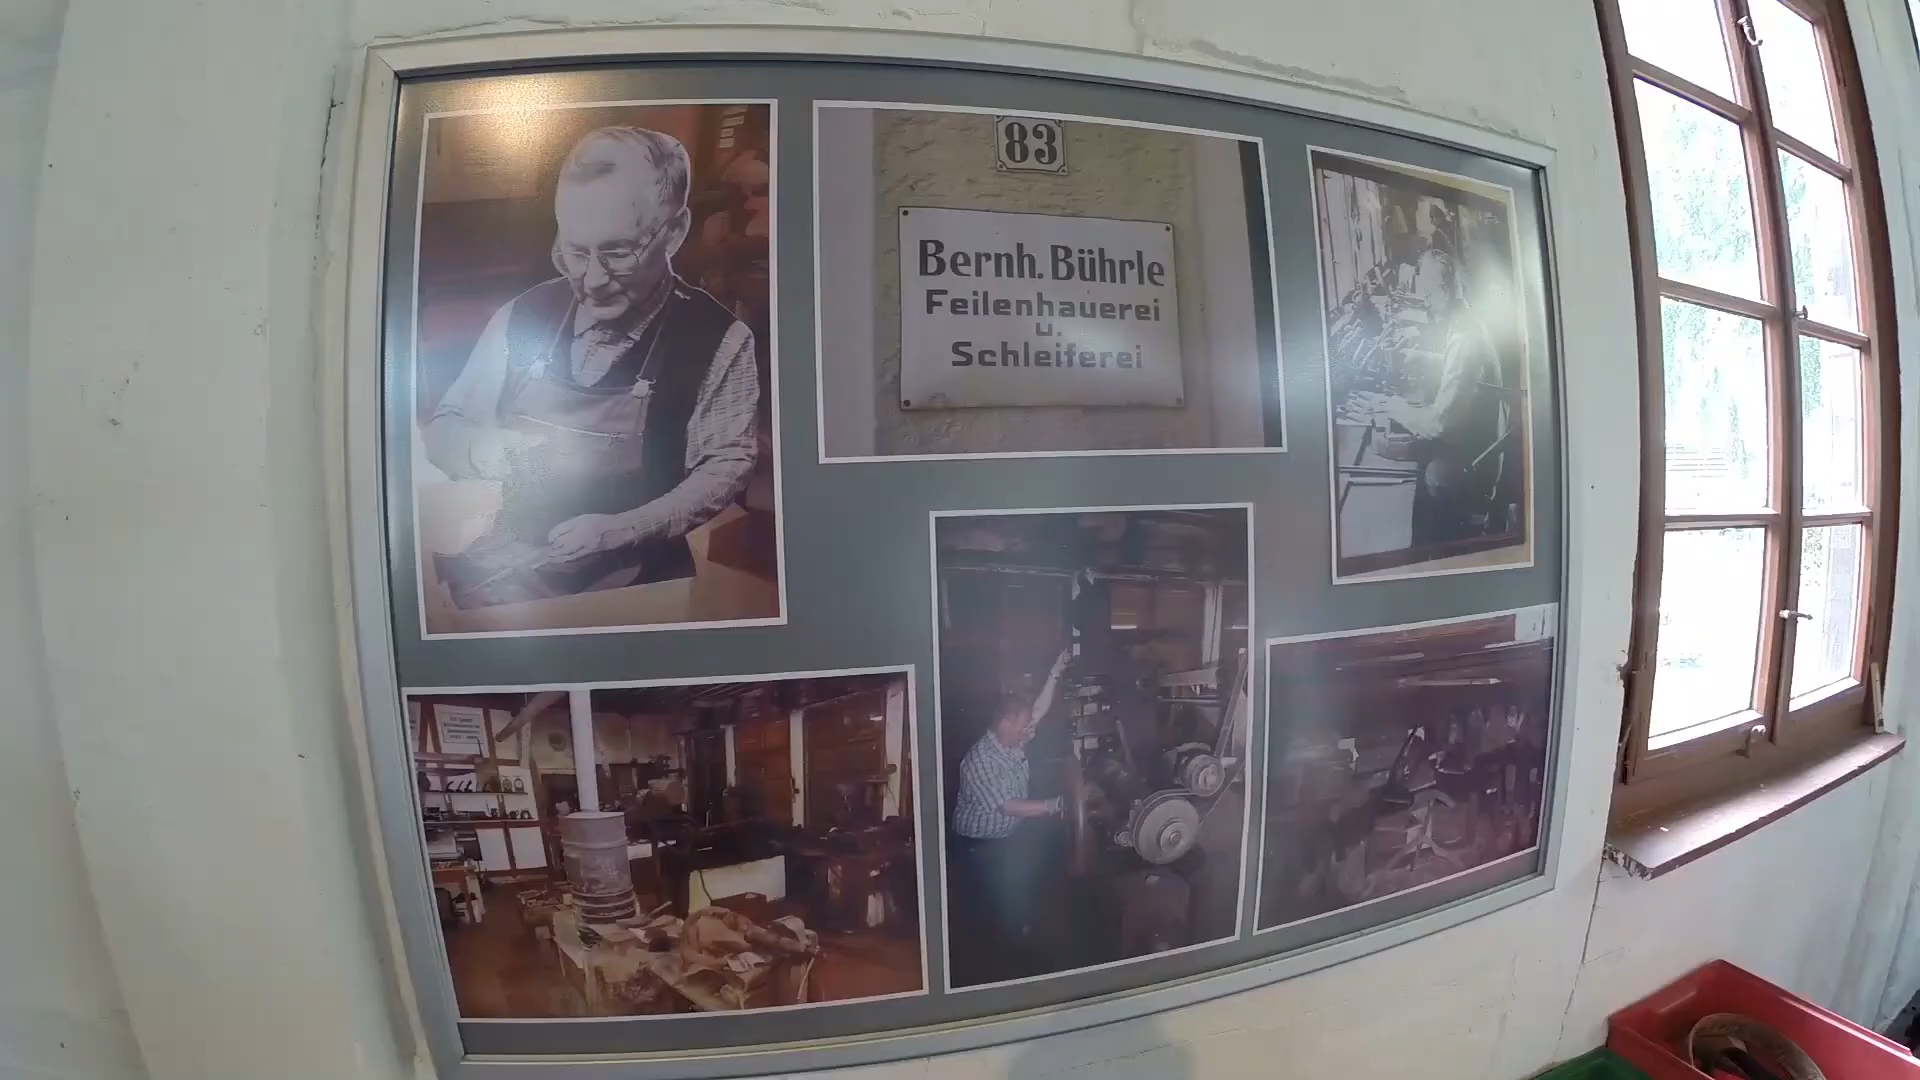 83
Bernh. Bührle
Feilenhauerei
u.
Schleiferei